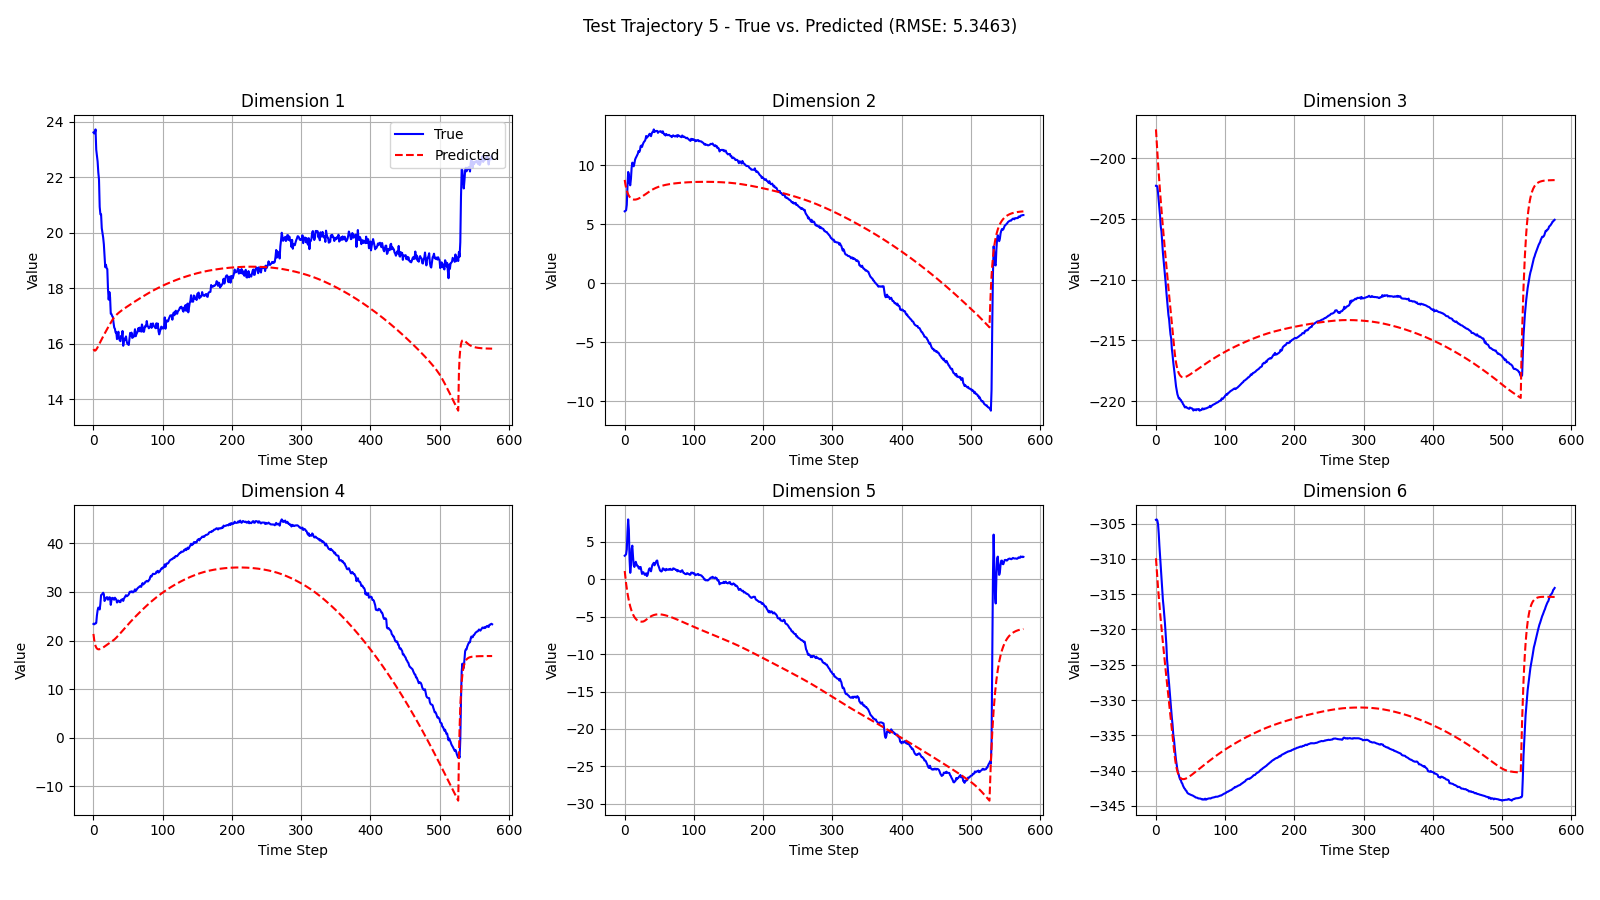 Test Trajectory 5 - True vs. Predicted (RMSE: 5.3463)
Dimension 1
24
22
20
18
16
14
Value
0 100 200 300 400 500 600
Time Step
True
Predicted
Dimension 2
10
5
0
−5
−10
Value
0 100 200 300 400 500 600
Time Step
Dimension 3
−200
−205
−210
−215
−220
Value
0 100 200 300 400 500 600
Time Step
Dimension 4
40
30
20
10
0
−10
Value
0 100 200 300 400 500 600
Time Step
Dimension 5
5
0
−5
−10
−15
−20
−25
−30
Value
0 100 200 300 400 500 600
Time Step
Dimension 6
−305
−310
−315
−320
−325
−330
−335
−340
−345
Value
0 100 200 300 400 500 600
Time Step